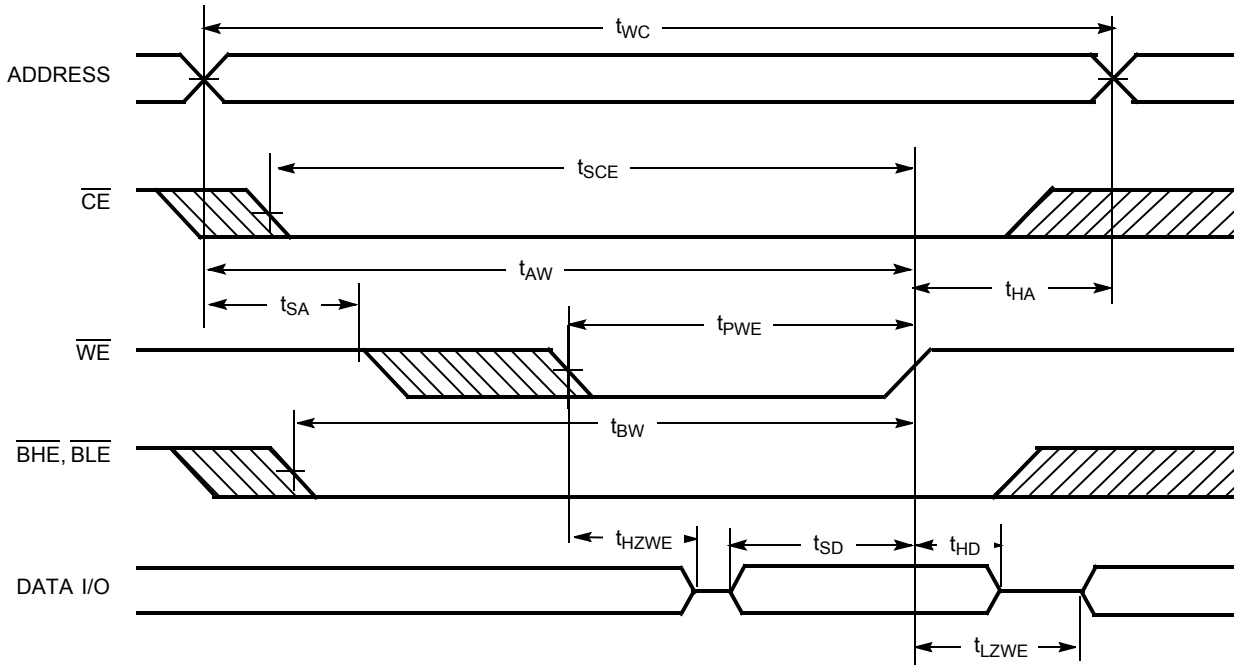 tWC
ADDRESS
tSCE
CE
tAW
tSA
tHA
tPWE
WE
tBW
BHE, BLE
tHZWE
tSD
tHD
DATA I/O
tLZWE